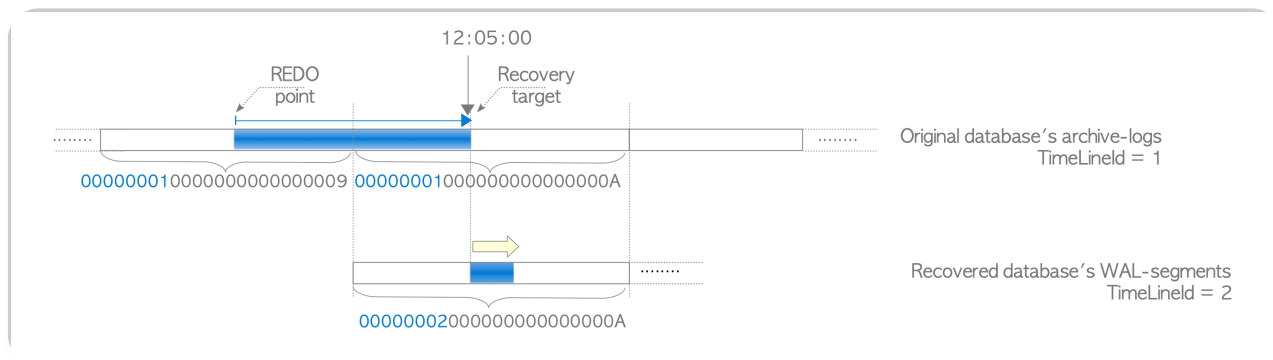 12:05:00
REDO
point
Recovery
target
Original database's archive-logs
TimeLineId = 1
000000010000000000000009
00000001000000000000000A
Recovered database's WAL-segments
TimeLineId = 2
00000002000000000000000A